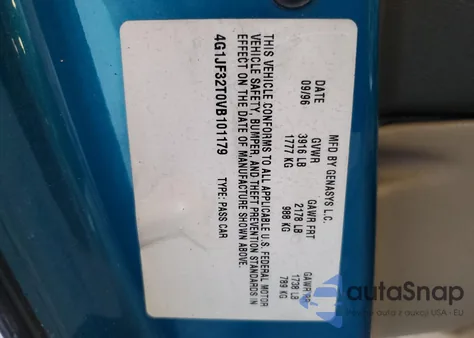 MFD BY GENASYS L.C.
DATE GVWR GAWR FRT GAWR RR
09/96 3916 LB 2178 LB 1738 LB
1777 KG 988 KG 789 KG
THIS VEHICLE CONFORMS TO ALL APPLICABLE U.S. FEDERAL MOTOR
VEHICLE SAFETY, BUMPER, AND THEFT PREVENTION STANDARDS IN
EFFECT ON THE DATE OF MANUFACTURE SHOWN ABOVE.
4G1JF32T0VB101179 TYPE: PASS CAR
autoSnap
USA - EU